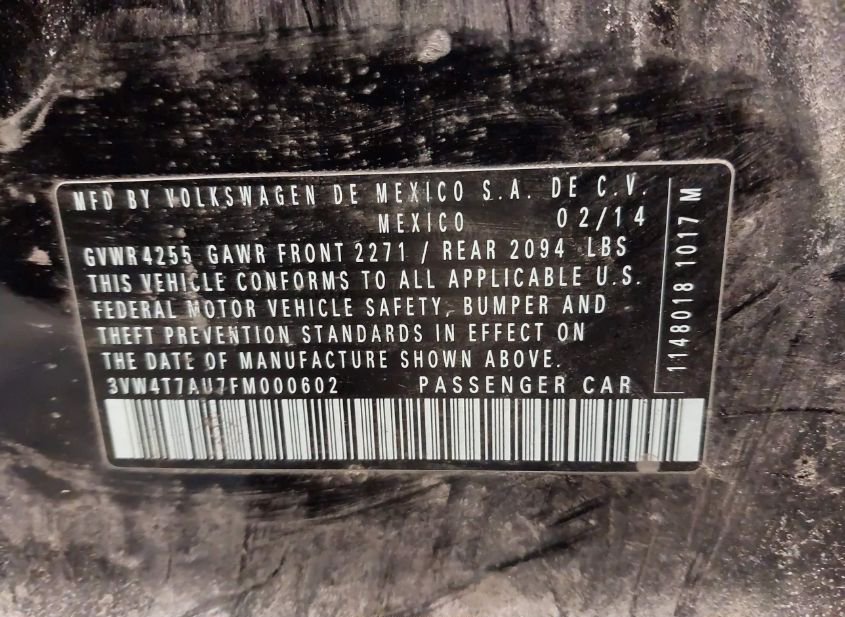 MFD BY VOLKSWAGEN DE MEXICO S.A. DE C.V.
MEXICO 02/14
GVWR 4255 GAWR FRONT 2271 / REAR 2094 LBS
THIS VEHICLE CONFORMS TO ALL APPLICABLE U.S.
FEDERAL MOTOR VEHICLE SAFETY, BUMPER AND
THEFT PREVENTION STANDARDS IN EFFECT ON
THE DATE OF MANUFACTURE SHOWN ABOVE.
3VW4T7AU7FM000602 PASSENGER CAR
1148018 1017 M